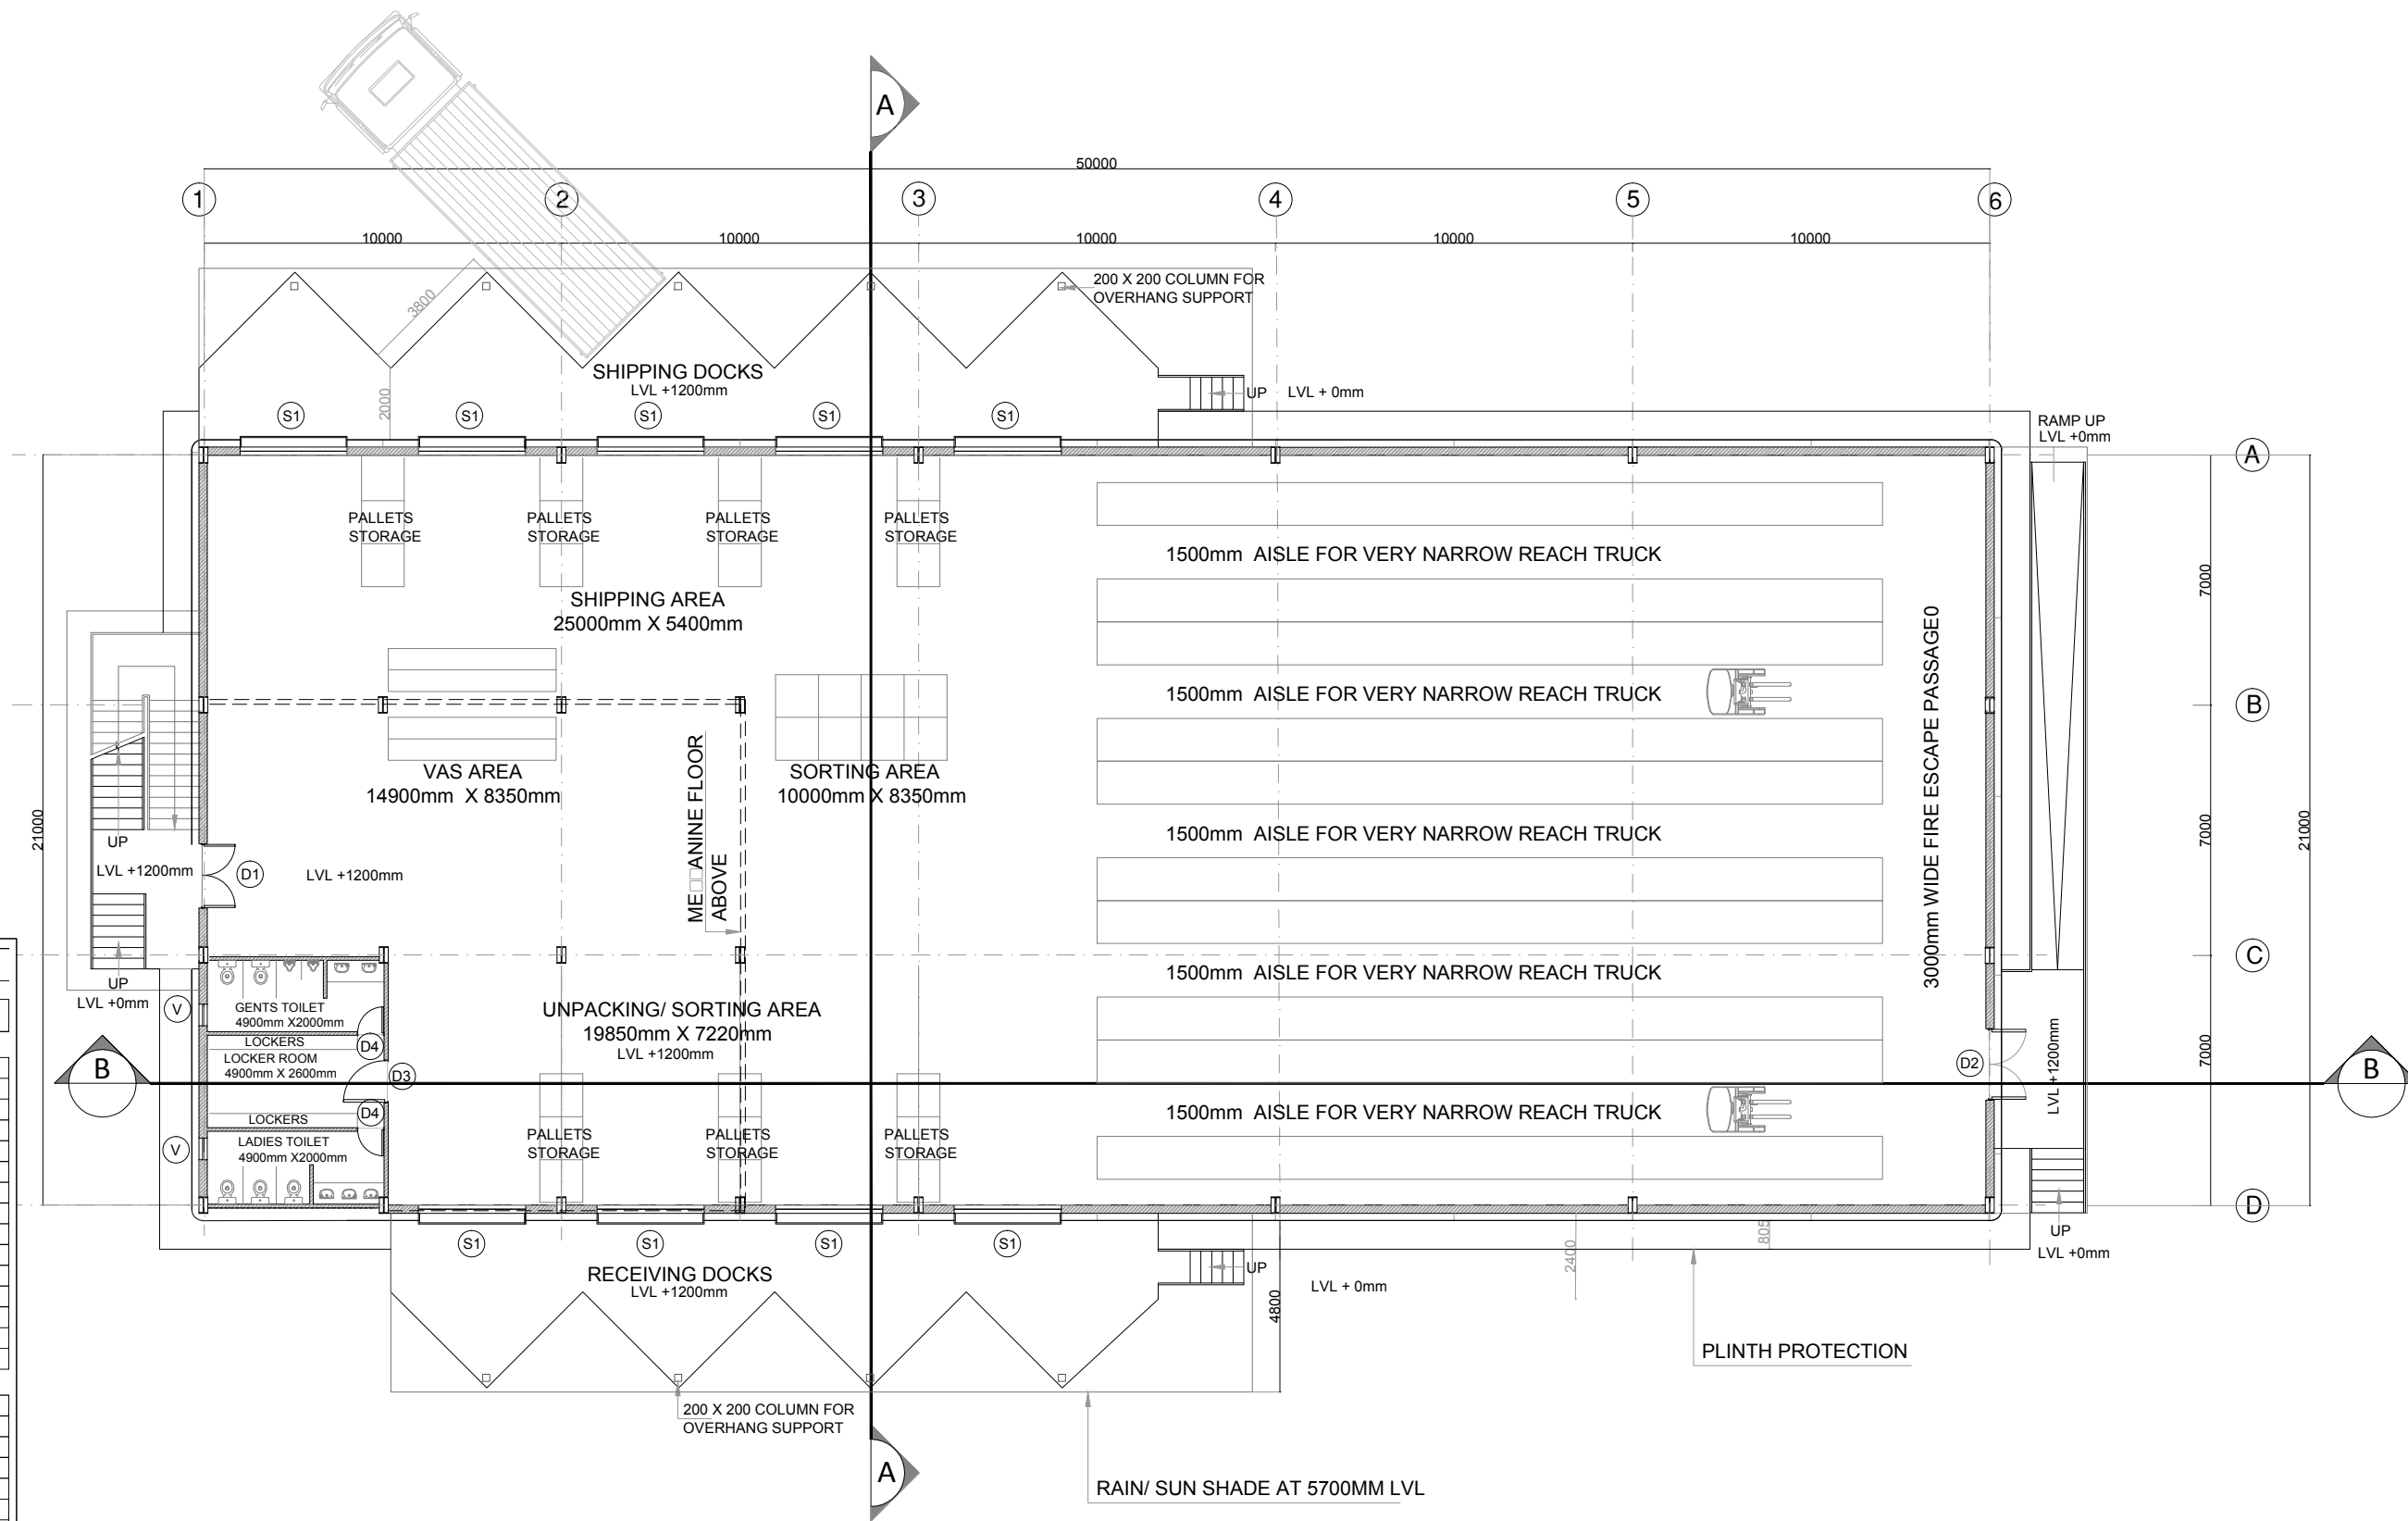 A
50000
1
2
3
4
5
6
10000
10000
10000
10000
10000
200 X 200 COLUMN FOR
OVERHANG SUPPORT
3800
SHIPPING DOCKS
LVL +1200mm
UP
LVL + 0mm
2000
S1
S1
S1
S1
S1
RAMP UP
LVL +0mm
A
PALLETS
STORAGE
PALLETS
STORAGE
PALLETS
STORAGE
PALLETS
STORAGE
1500mm AISLE FOR VERY NARROW REACH TRUCK
7000
SHIPPING AREA
25000mm X 5400mm
3000mm WIDE FIRE ESCAPE PASSAGE0
1500mm AISLE FOR VERY NARROW REACH TRUCK
B
VAS AREA
14900mm X 8350mm
ME□□ANINE FLOOR
ABOVE
SORTING AREA
10000mm X 8350mm
21000
UP
1500mm AISLE FOR VERY NARROW REACH TRUCK
7000
21000
LVL +1200mm
D1
LVL +1200mm
C
1500mm AISLE FOR VERY NARROW REACH TRUCK
UP
LVL +0mm
V
GENTS TOILET
4900mm X2000mm
UNPACKING/ SORTING AREA
19850mm X 7220mm
LVL +1200mm
LOCKERS
D4
LOCKER ROOM
4900mm X 2600mm
D3
D2
LVL +1200mm
7000
B
B
LOCKERS
D4
1500mm AISLE FOR VERY NARROW REACH TRUCK
V
LADIES TOILET
4900mm X2000mm
PALLETS
STORAGE
PALLETS
STORAGE
PALLETS
STORAGE
D
S1
S1
S1
S1
805
UP
LVL +0mm
2400
RECEIVING DOCKS
LVL +1200mm
UP
LVL + 0mm
4800
PLINTH PROTECTION
200 X 200 COLUMN FOR
OVERHANG SUPPORT
A
RAIN/ SUN SHADE AT 5700MM LVL